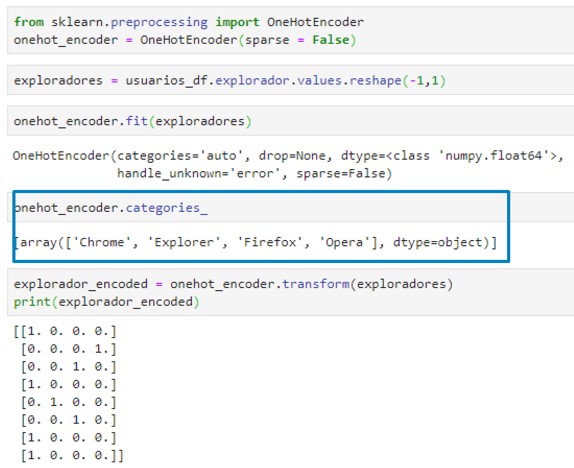 from sklearn.preprocessing import OneHotEncoder
onehot_encoder = OneHotEncoder(sparse = False)
exploradores = usuarios_df.explorador.values.reshape(-1,1)
onehot_encoder.fit(exploradores)
OneHotEncoder(categories='auto', drop=None, dtype=<class 'numpy.float64'>,
              handle_unknown='error', sparse=False)
onehot_encoder.categories_
[array(['Chrome', 'Explorer', 'Firefox', 'Opera'], dtype=object)]
explorador_encoded = onehot_encoder.transform(exploradores)
print(explorador_encoded)
[[1. 0. 0. 0.]
 [0. 0. 0. 1.]
 [0. 0. 1. 0.]
 [1. 0. 0. 0.]
 [0. 1. 0. 0.]
 [0. 0. 1. 0.]
 [1. 0. 0. 0.]
 [1. 0. 0. 0.]]